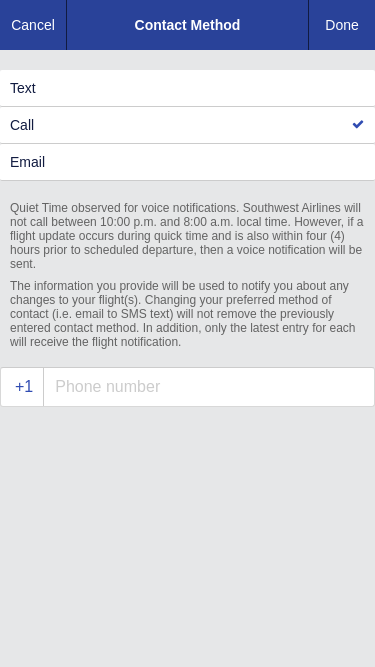 Cancel
Contact Method
Done
Text
Call
Email
Quiet Time observed for voice notifications. Southwest Airlines will
not call between 10:00 p.m. and 8:00 a.m. local time. However, if a
flight update occurs during quick time and is also within four (4)
hours prior to scheduled departure, then a voice notification will be
sent.
The information you provide will be used to notify you about any
changes to your flight(s). Changing your preferred method of
contact (i.e. email to SMS text) will not remove the previously
entered contact method. In addition, only the latest entry for each
will receive the flight notification.
+1
Phone number